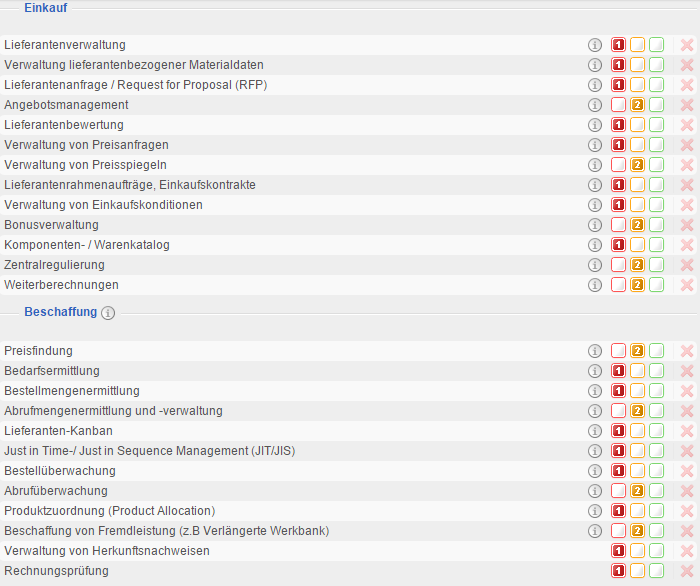 Einkauf
Lieferantenverwaltung 1
Verwaltung lieferantenbezogener Materialdaten 1
Lieferantenanfrage / Request for Proposal (RFP) 1
Angebotsmanagement 2
Lieferantenbewertung 1
Verwaltung von Preisanfragen 1
Verwaltung von Preisspiegeln 2
Lieferantenrahmenaufträge, Einkaufskontrakte 1
Verwaltung von Einkaufskonditionen 1
Bonusverwaltung 2
Komponenten- / Warenkatalog 1
Zentralregulierung 2
Weiterberechnungen 2
Beschaffung
Preisfindung 2
Bedarfsermittlung 1
Bestellmengenermittlung 1
Abrufmengenermittlung und -verwaltung 2
Lieferanten-Kanban 1
Just in Time-/ Just in Sequence Management (JIT/JIS) 1
Bestellüberwachung 1
Abrufüberwachung 2
Produktzuordnung (Product Allocation) 1
Beschaffung von Fremdleistung (z.B Verlängerte Werkbank) 2
Verwaltung von Herkunftsnachweisen 1
Rechnungsprüfung 1